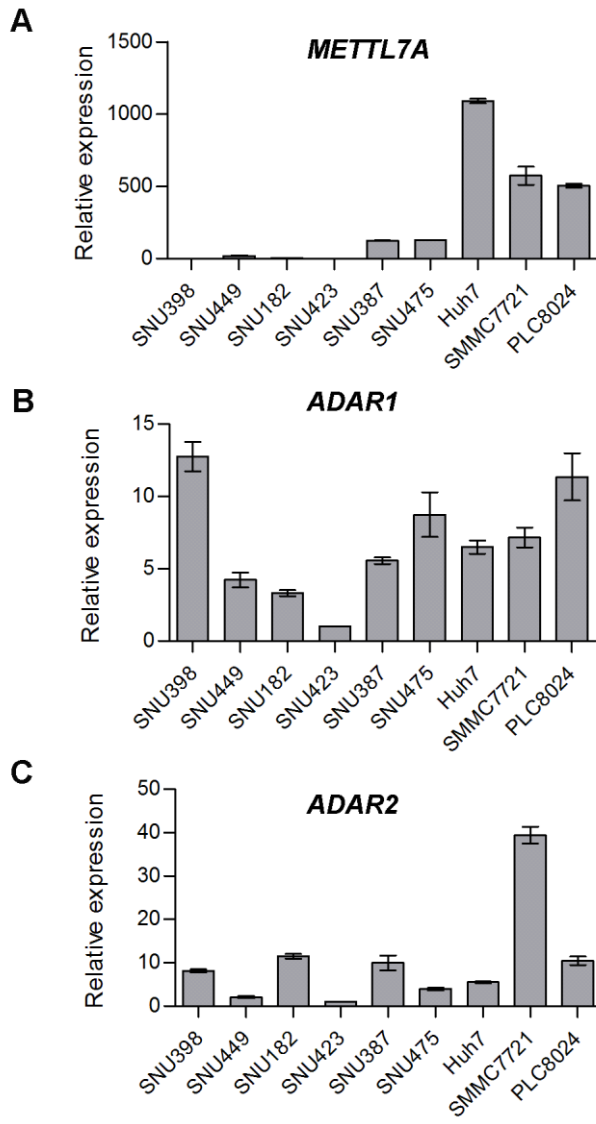 A
METTL7A
Relative expression
1500
1000
500
0
SNU398
SNU449
SNU182
SNU423
SNU387
SNU475
Huh7
SMMC7721
PLC8024
B
ADAR1
Relative expression
15
10
5
0
SNU398
SNU449
SNU182
SNU423
SNU387
SNU475
Huh7
SMMC7721
PLC8024
C
ADAR2
Relative expression
50
40
30
20
10
0
SNU398
SNU449
SNU182
SNU423
SNU387
SNU475
Huh7
SMMC7721
PLC8024